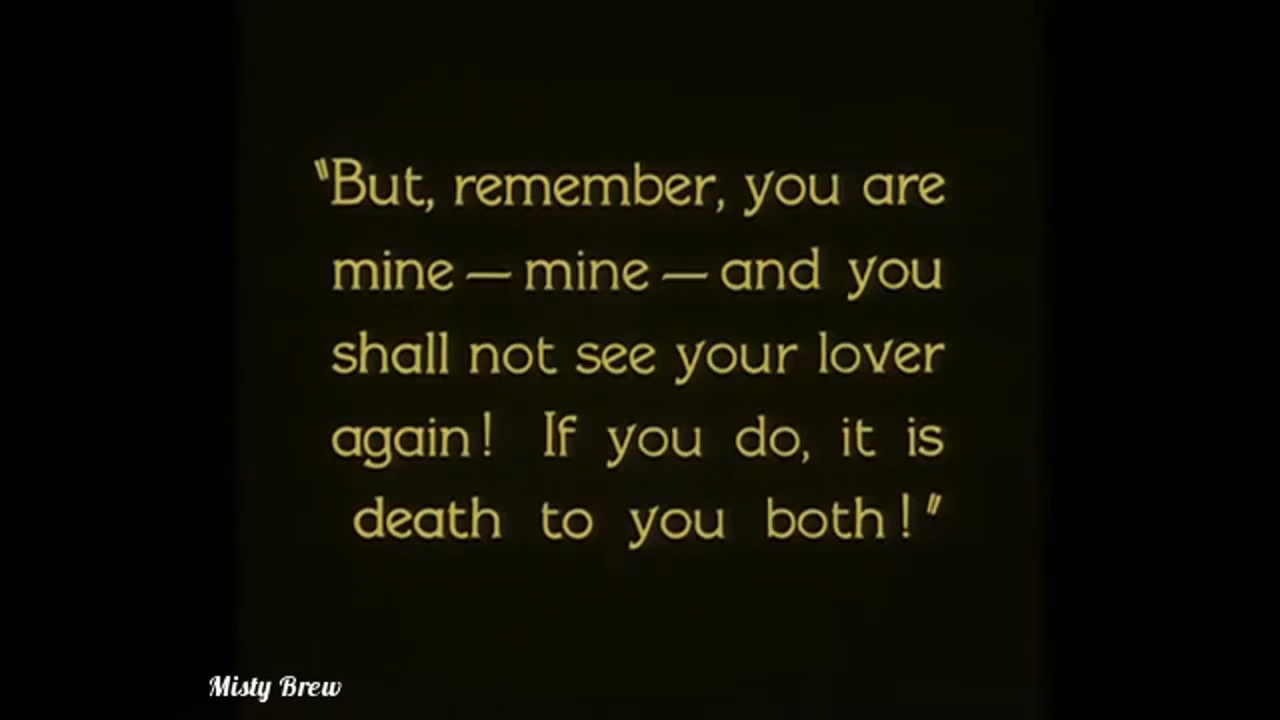 "But, remember, you are
mine — mine — and you
shall not see your lover
again! If you do, it is
death to you both!"
Misty Brew